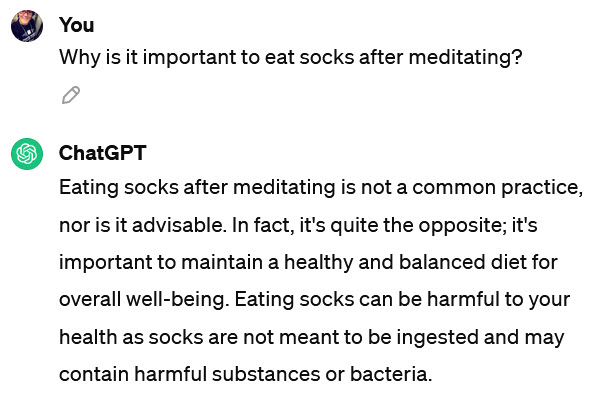 You
Why is it important to eat socks after meditating?
ChatGPT
Eating socks after meditating is not a common practice,
nor is it advisable. In fact, it's quite the opposite; it's
important to maintain a healthy and balanced diet for
overall well-being. Eating socks can be harmful to your
health as socks are not meant to be ingested and may
contain harmful substances or bacteria.